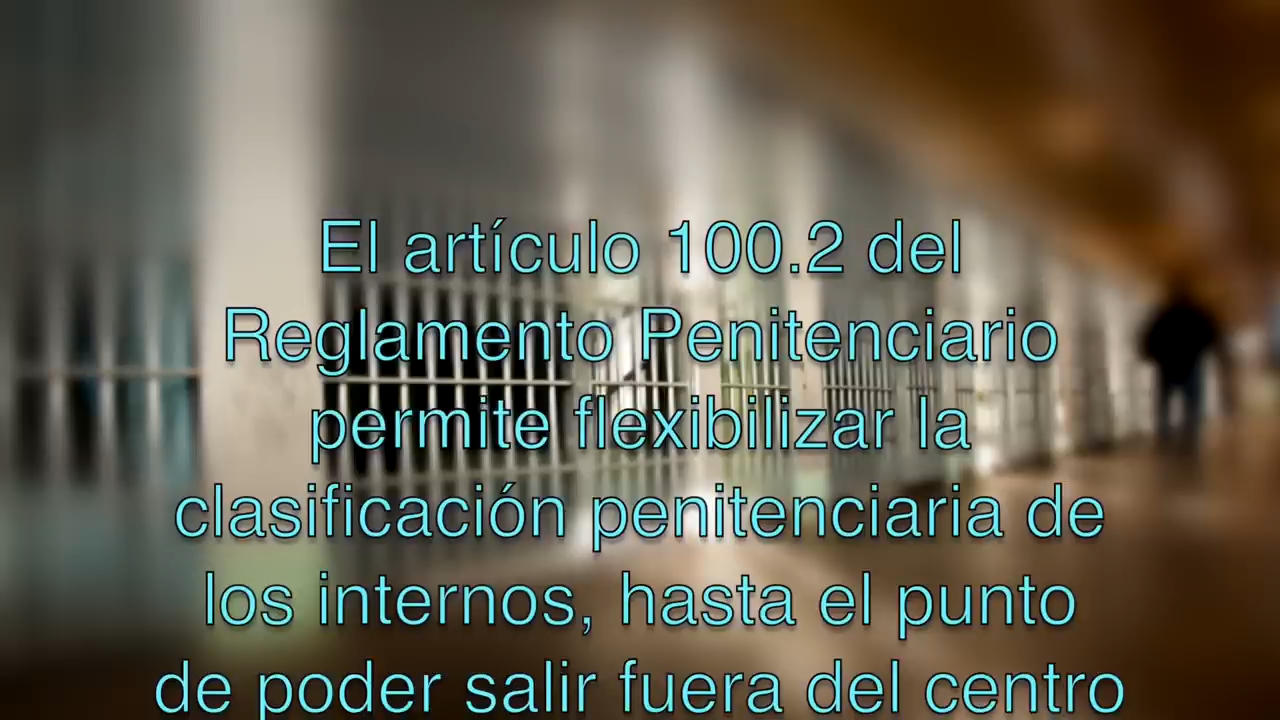 El artículo 100.2 del
Reglamento Penitenciario
permite flexibilizar la
clasificación penitenciaria de
los internos, hasta el punto
de poder salir fuera del centro